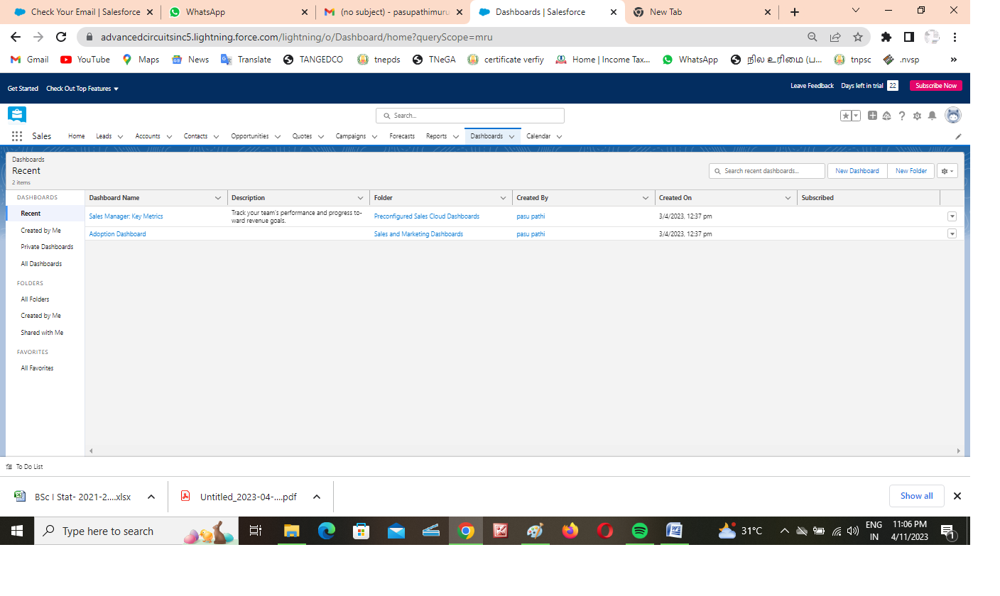 Check Your Email | Salesforce
WhatsApp
(no subject) - pasupathimuru
Dashboards | Salesforce
New Tab
advancedcircuitsinc5.lightning.force.com/lightning/o/Dashboard/home?queryScope=mru
Gmail YouTube Maps News Translate TANGEDCO tnepds TNeGA certificate verfiy Home | Income Tax... WhatsApp நில உரிமை (ப... tnpsc .nvsp »
Get Started Check Out Top Features Leave Feedback Days left in trial 22 Subscribe Now
Search...
Sales Home Leads Accounts Contacts Opportunities Quotes Campaigns Forecasts Reports Dashboards Calendar
Dashboards
Recent
2 items
Search recent dashboards... New Dashboard New Folder
DASHBOARDS
Recent
Created by Me
Private Dashboards
All Dashboards
FOLDERS
All Folders
Created by Me
Shared with Me
FAVORITES
All Favorites
Dashboard Name Description Folder Created By Created On Subscribed
Sales Manager: Key Metrics Track your team's performance and progress to- Preconfigured Sales Cloud Dashboards pasu pathi 3/4/2023, 12:37 pm
ward revenue goals.
Adoption Dashboard Sales and Marketing Dashboards pasu pathi 3/4/2023, 12:37 pm
To Do List
BSc I Stat- 2021-2....xlsx Untitled_2023-04-....pdf Show all
Type here to search 31°C ENG 11:06 PM
IN 4/11/2023 1